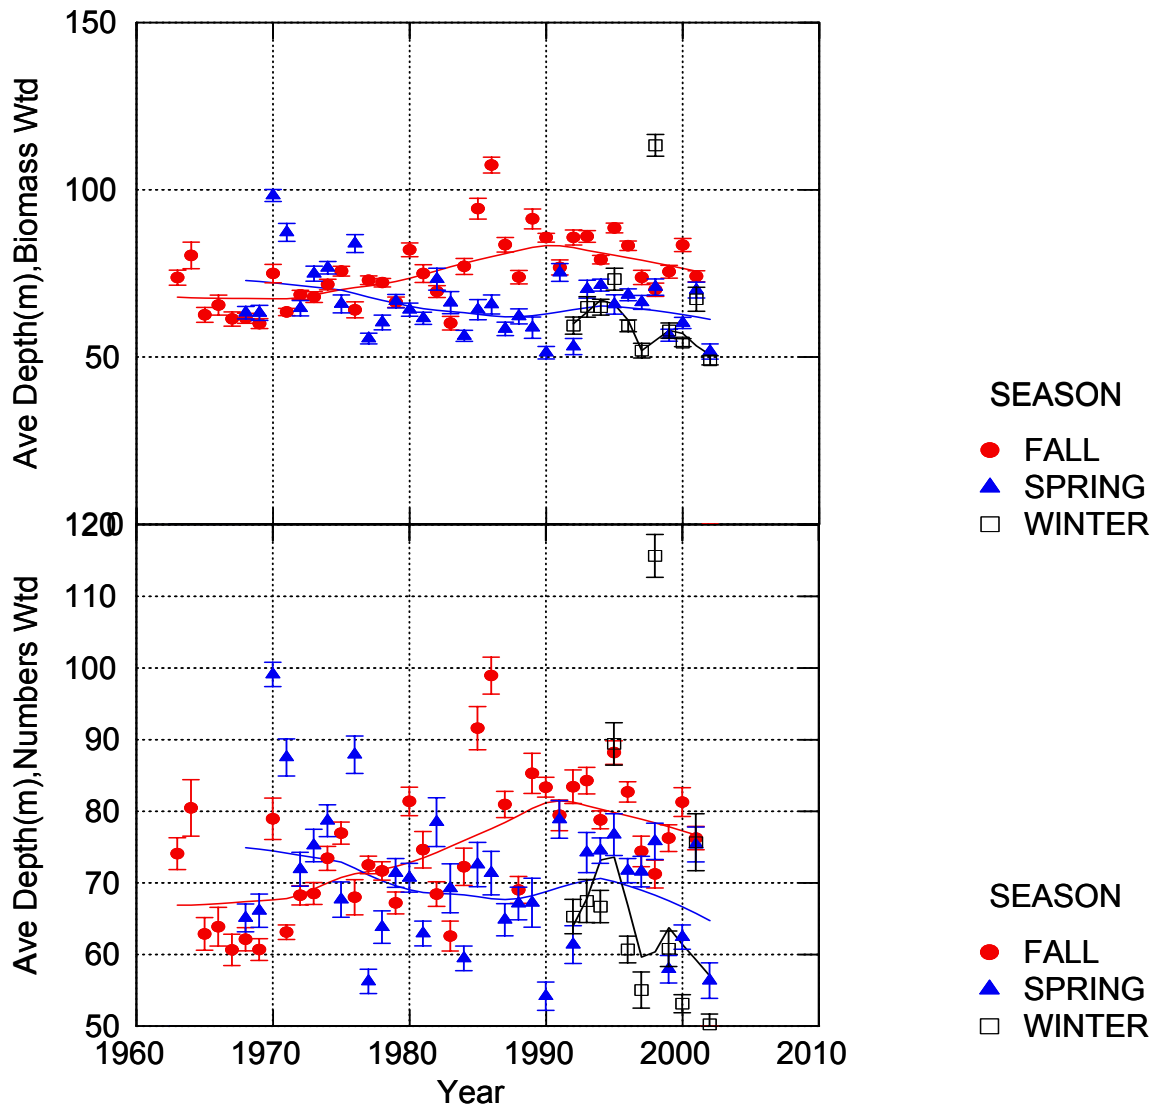 150
100
50
0
Ave Depth(m),Biomass Wtd
SEASON
FALL
SPRING
WINTER
120
110
100
90
80
70
60
50
Ave Depth(m),Numbers Wtd
1960 1970 1980 1990 2000 2010
Year
SEASON
FALL
SPRING
WINTER